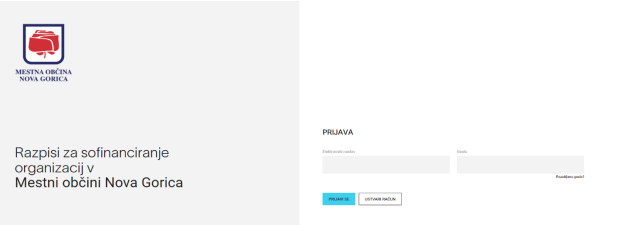 MESTNA OBČINA
NOVA GORICA
Razpisi za sofinanciranje
organizacij v
Mestni občini Nova Gorica
PRIJAVA
Elektronski naslov
Geslo
Pozabljeno geslo?
PRIJAVI SE
USTVARI RAČUN